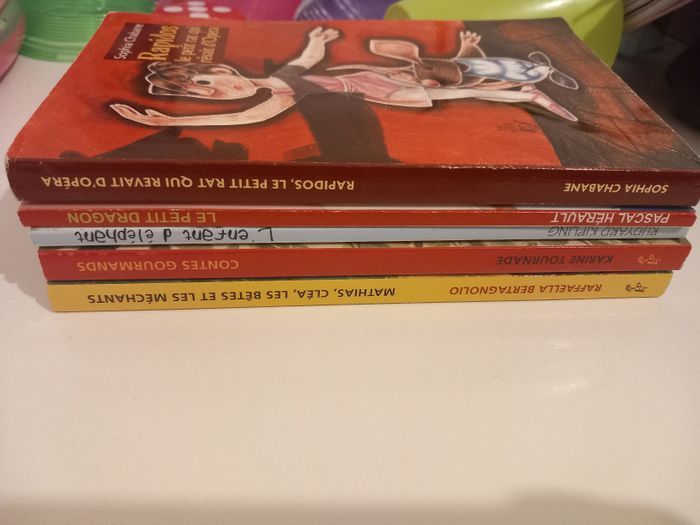 Sophia Chabane
Rapidos
le petit rat qui
rêvait d'Opéra
SOPHIA CHABANE RAPIDOS, LE PETIT RAT QUI REVAIT D'OPÉRA
PASCAL HÉRAULT LE PETIT DRAGON
RUDYARD KIPLING L'enfant d'éléphant
KARINE TOURNADE CONTES GOURMANDS
RAFFAELLA BERTAGNOLIO MATHIAS, CLÉA, LES BÊTES ET LES MÉCHANTS